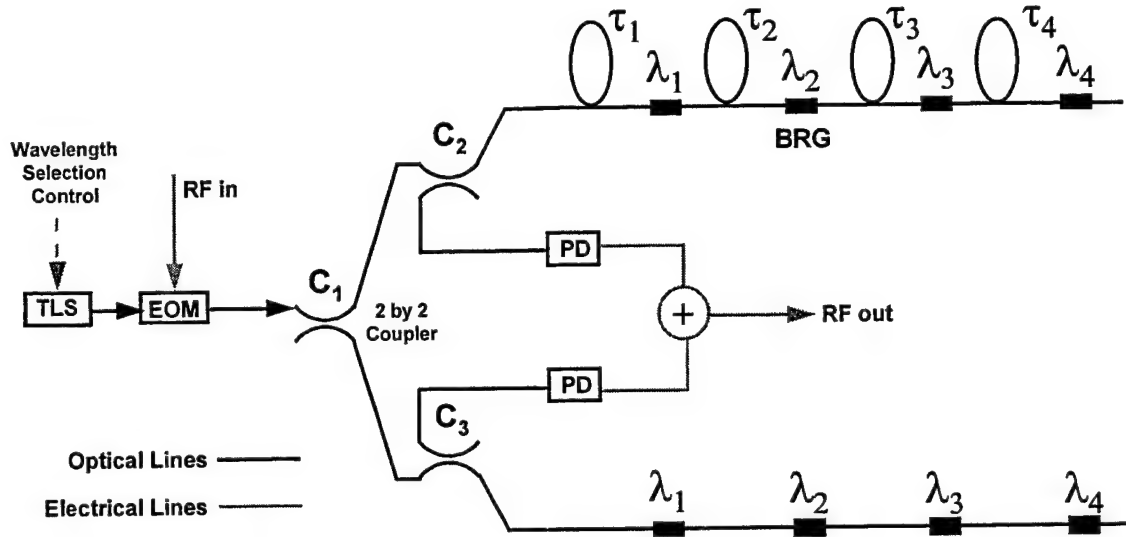 τ1 τ2 τ3 τ4
λ1 λ2 λ3 λ4
BRG
C2
Wavelength
Selection
Control
RF in
PD
TLS
EOM
C1
2 by 2
Coupler
+
RF out
PD
C3
Optical Lines
Electrical Lines
λ1 λ2 λ3 λ4